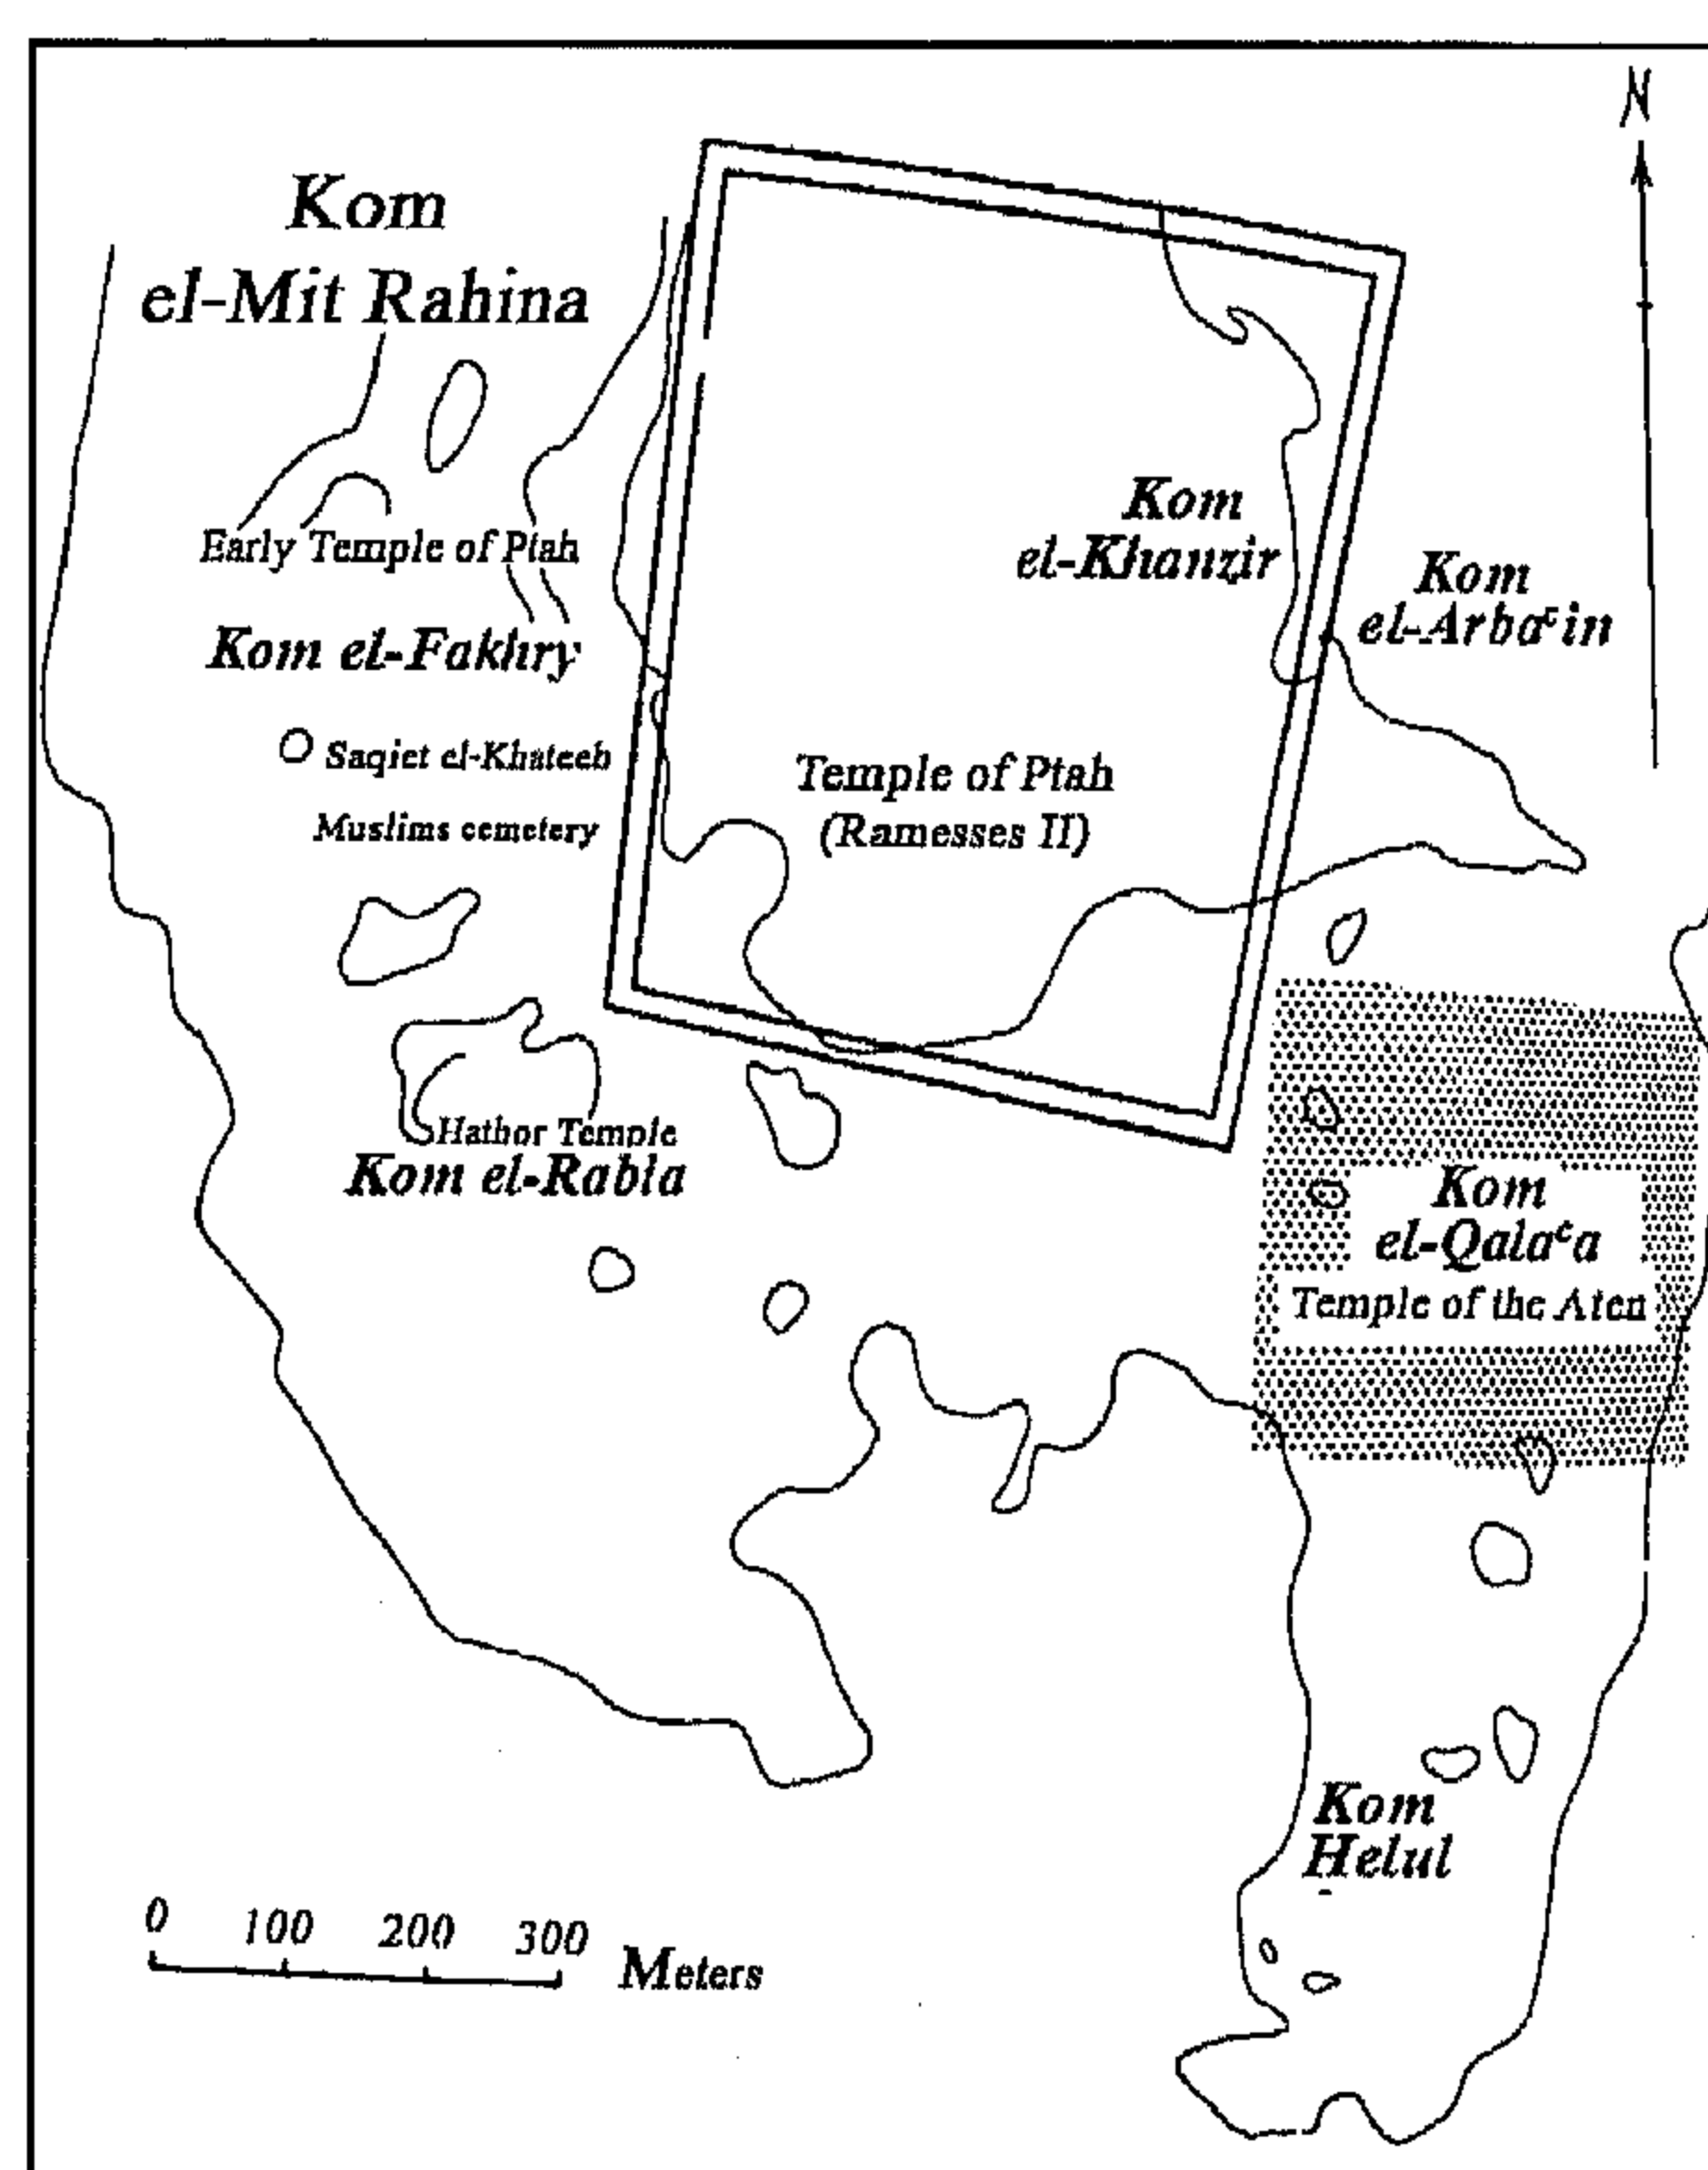 N
Kom
el-Mit Rahina
Kom
el-Khanzir
Kom
el-Arbaʿin
Early Temple of Ptah
Kom el-Fakhry
Saqiet el-Khateeb
Muslims cemetery
Temple of Ptah
(Ramesses II)
Hathor Temple
Kom el-Rabia
Kom
el-Qalaʿa
Temple of the Aten
Kom
Helul
0 100 200 300 Meters